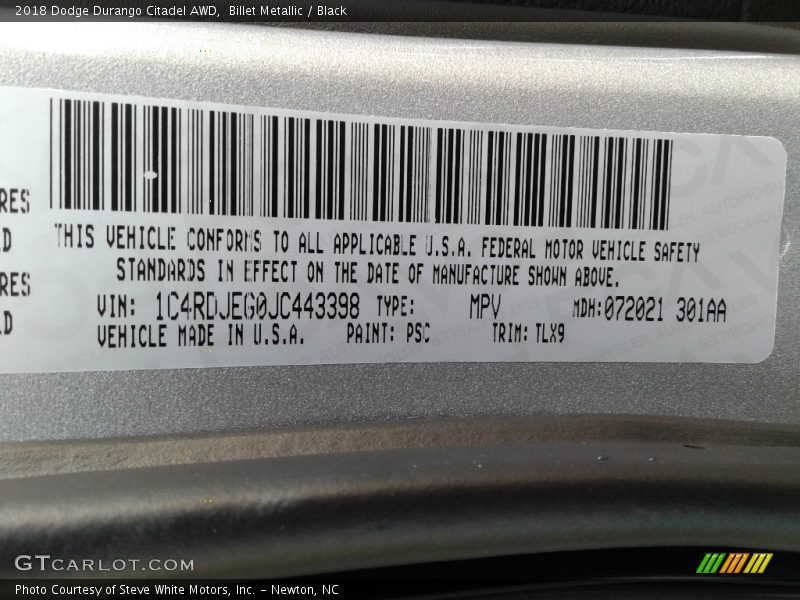 2018 Dodge Durango Citadel AWD,  Billet Metallic / Black
RES
D
RES
D
THIS VEHICLE CONFORMS TO ALL APPLICABLE U.S.A. FEDERAL MOTOR VEHICLE SAFETY
STANDARDS IN EFFECT ON THE DATE OF MANUFACTURE SHOWN ABOVE.
VIN: 1C4RDJEG0JC443398 TYPE: MPV MDH:072021 301AA
VEHICLE MADE IN U.S.A. PAINT: PSC TRIM: TLX9
GTCARLOT.COM
Photo Courtesy of Steve White Motors, Inc. – Newton, NC